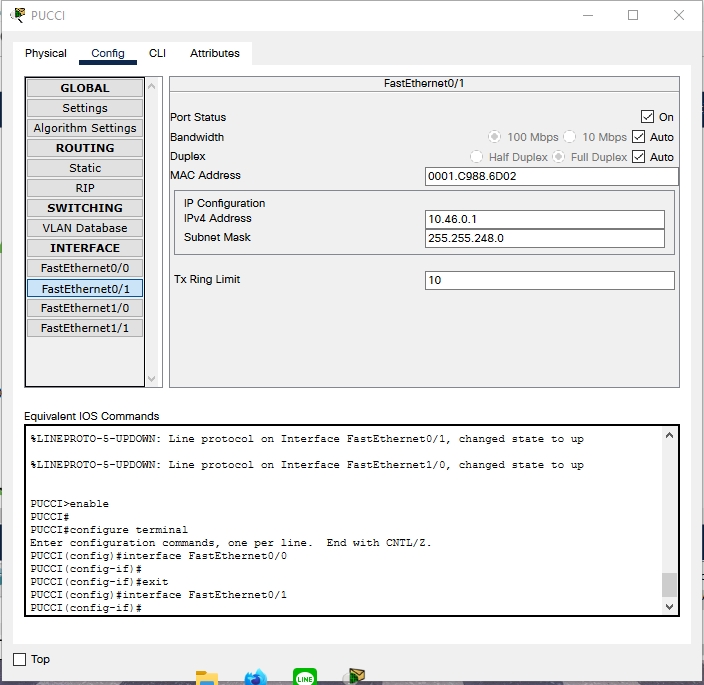 PUCCI
Physical Config CLI Attributes
GLOBAL
Settings
Algorithm Settings
ROUTING
Static
RIP
SWITCHING
VLAN Database
INTERFACE
FastEthernet0/0
FastEthernet0/1
FastEthernet1/0
FastEthernet1/1
FastEthernet0/1
Port Status On
Bandwidth 100 Mbps 10 Mbps Auto
Duplex Half Duplex Full Duplex Auto
MAC Address 0001.C988.6D02
IP Configuration
IPv4 Address 10.46.0.1
Subnet Mask 255.255.248.0
Tx Ring Limit 10
Equivalent IOS Commands
%LINEPROTO-5-UPDOWN: Line protocol on Interface FastEthernet0/1, changed state to up
%LINEPROTO-5-UPDOWN: Line protocol on Interface FastEthernet1/0, changed state to up
PUCCI>enable
PUCCI#
PUCCI#configure terminal
Enter configuration commands, one per line.  End with CNTL/Z.
PUCCI(config)#interface FastEthernet0/0
PUCCI(config-if)#
PUCCI(config-if)#exit
PUCCI(config)#interface FastEthernet0/1
PUCCI(config-if)#
Top
LINE